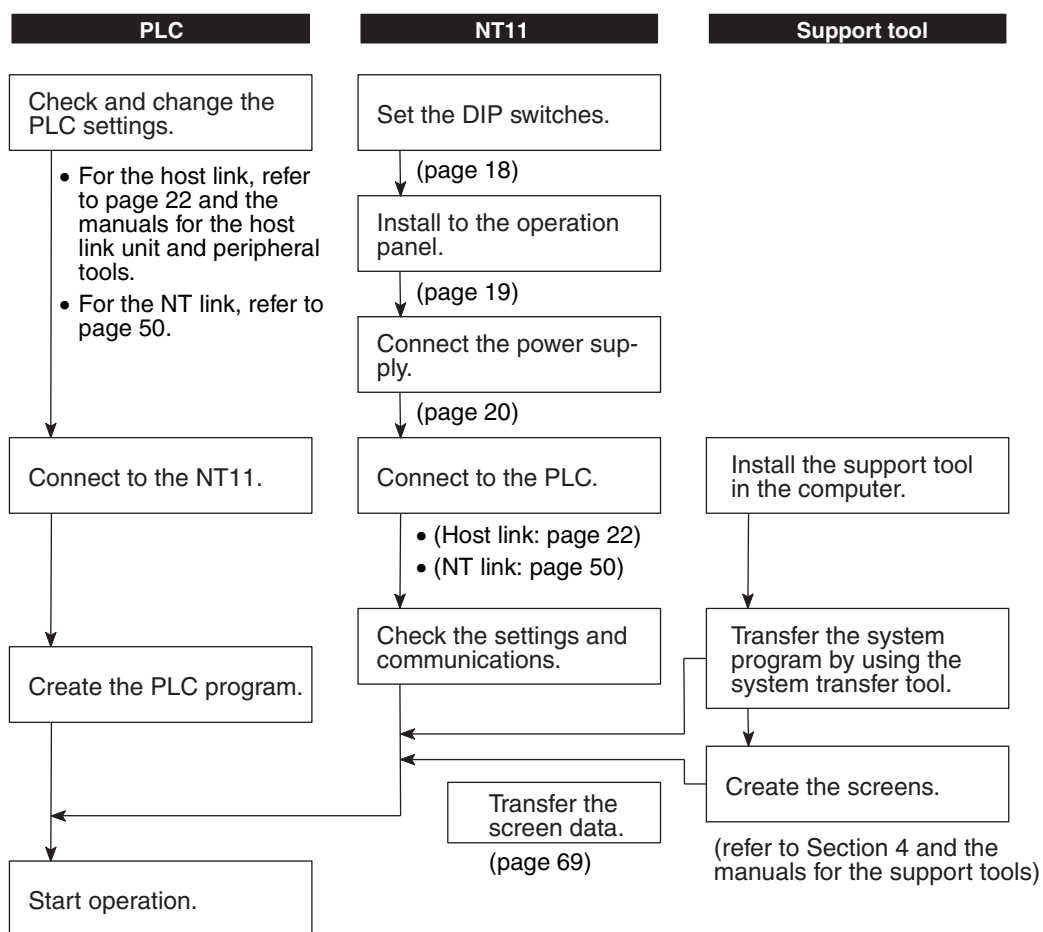 PLC
NT11
Support tool
Check and change the
PLC settings.
• For the host link, refer
to page 22 and the
manuals for the host
link unit and peripheral
tools.
• For the NT link, refer to
page 50.
Connect to the NT11.
Create the PLC program.
Start operation.
Set the DIP switches.
(page 18)
Install to the operation
panel.
(page 19)
Connect the power sup-
ply.
(page 20)
Connect to the PLC.
• (Host link: page 22)
• (NT link: page 50)
Check the settings and
communications.
Transfer the
screen data.
(page 69)
Install the support tool
in the computer.
Transfer the system
program by using the
system transfer tool.
Create the screens.
(refer to Section 4 and the
manuals for the support tools)